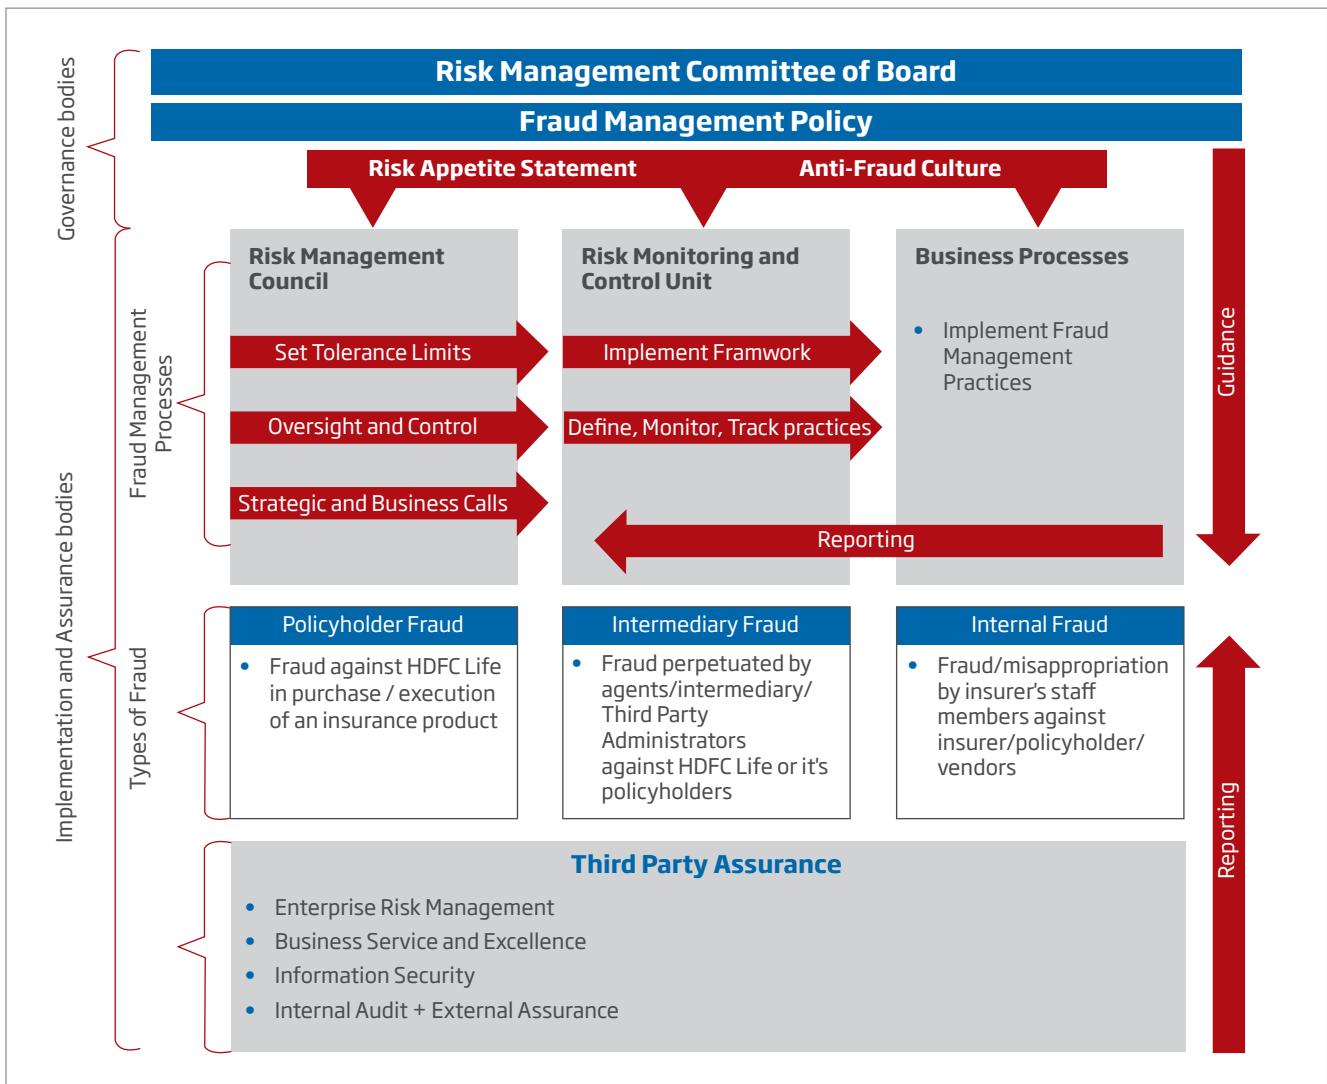 Risk Management Committee of Board
Fraud Management Policy
Risk Appetite Statement
Anti-Fraud Culture
Governance bodies
Implementation and Assurance bodies
Fraud Management
Processes
Risk Management
Council
Set Tolerance Limits
Oversight and Control
Strategic and Business Calls
Risk Monitoring and
Control Unit
Implement Framwork
Define, Monitor, Track practices
Business Processes
• Implement Fraud
Management
Practices
Reporting
Guidance
Types of Fraud
Policyholder Fraud
• Fraud against HDFC Life
in purchase / execution
of an insurance product
Intermediary Fraud
• Fraud perpetuated by
agents/intermediary/
Third Party
Administrators
against HDFC Life or it's
policyholders
Internal Fraud
• Fraud/misappropriation
by insurer's staff
members against
insurer/policyholder/
vendors
Reporting
Third Party Assurance
• Enterprise Risk Management
• Business Service and Excellence
• Information Security
• Internal Audit + External Assurance